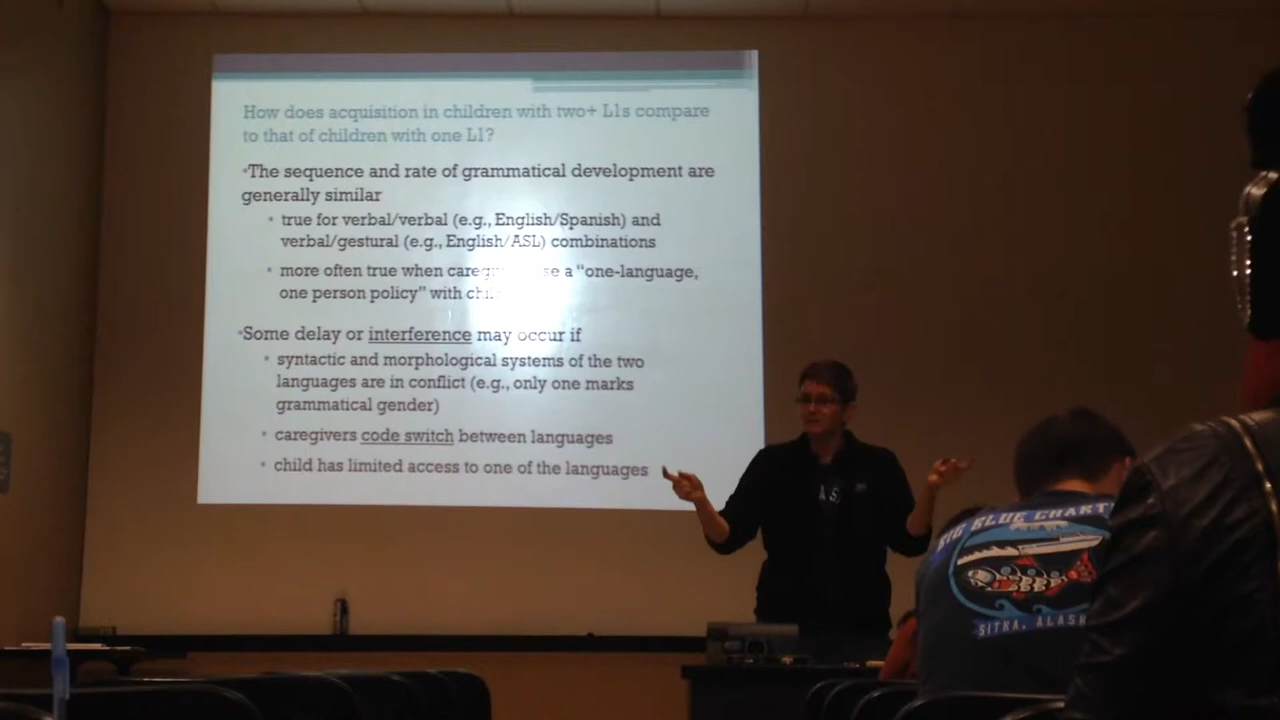 How does acquisition in children with two+ L1s compare
to that of children with one L1?
•The sequence and rate of grammatical development are
generally similar
• true for verbal/verbal (e.g., English/Spanish) and
verbal/gestural (e.g., English/ASL) combinations
• more often true when a "one-language,
one person policy" with
•Some delay or interference may occur if
• syntactic and morphological systems of the two
languages are in conflict (e.g., only one marks
grammatical gender)
• caregivers code switch between languages
• child has limited access to one of the languages
BIG BLUE CHART
SITKA, ALASK